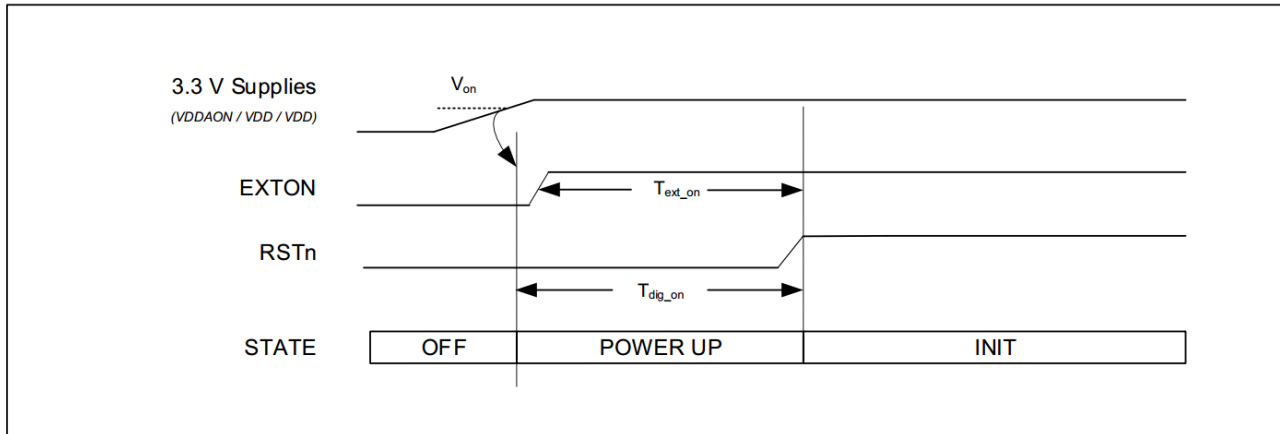 3.3 V Supplies
Von
(VDDAON / VDD / VDD)
EXTON
Text_on
RSTn
Tdig_on
STATE
OFF
POWER UP
INIT